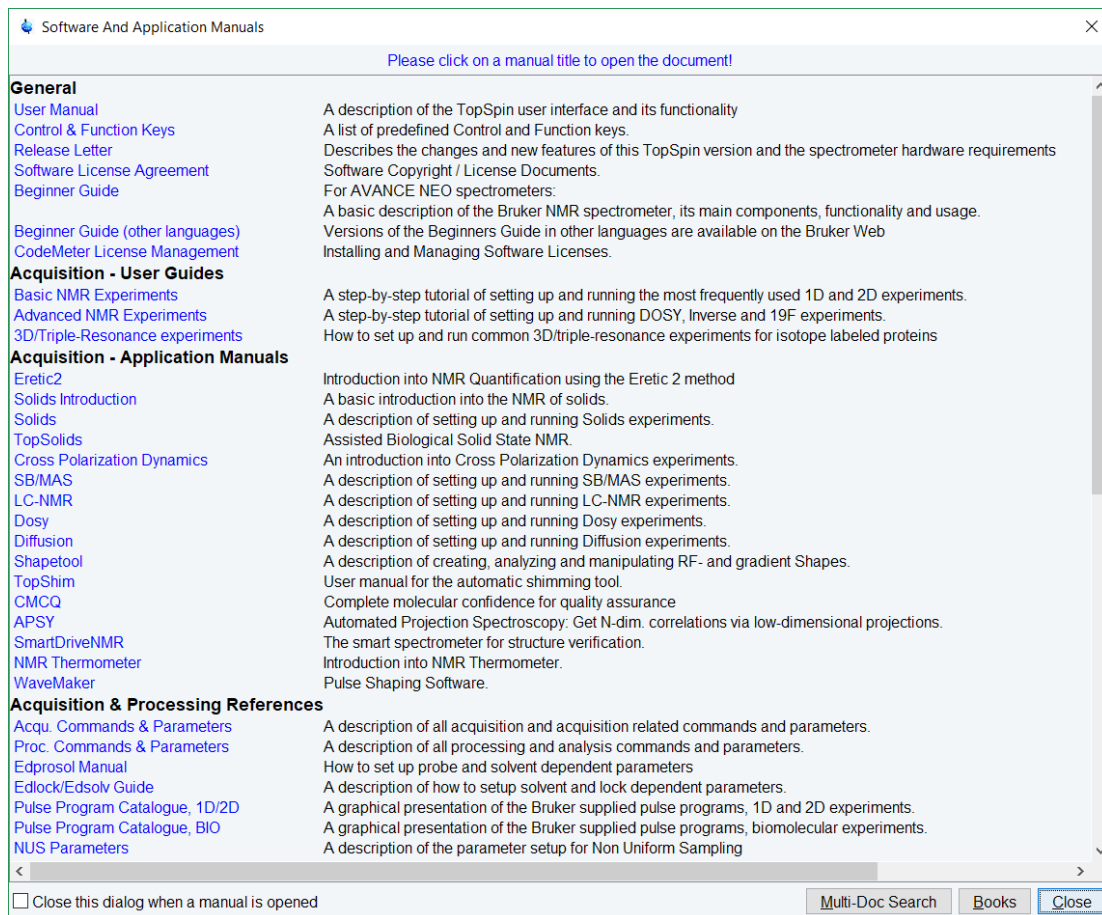 Software And Application Manuals
Please click on a manual title to open the document!
General
User Manual A description of the TopSpin user interface and its functionality
Control & Function Keys A list of predefined Control and Function keys.
Release Letter Describes the changes and new features of this TopSpin version and the spectrometer hardware requirements
Software License Agreement Software Copyright / License Documents.
Beginner Guide For AVANCE NEO spectrometers:
A basic description of the Bruker NMR spectrometer, its main components, functionality and usage.
Beginner Guide (other languages) Versions of the Beginners Guide in other languages are available on the Bruker Web
CodeMeter License Management Installing and Managing Software Licenses.
Acquisition - User Guides
Basic NMR Experiments A step-by-step tutorial of setting up and running the most frequently used 1D and 2D experiments.
Advanced NMR Experiments A step-by-step tutorial of setting up and running DOSY, Inverse and 19F experiments.
3D/Triple-Resonance experiments How to set up and run common 3D/triple-resonance experiments for isotope labeled proteins
Acquisition - Application Manuals
Eretic2 Introduction into NMR Quantification using the Eretic 2 method
Solids Introduction A basic introduction into the NMR of solids.
Solids A description of setting up and running Solids experiments.
TopSolids Assisted Biological Solid State NMR.
Cross Polarization Dynamics An introduction into Cross Polarization Dynamics experiments.
SB/MAS A description of setting up and running SB/MAS experiments.
LC-NMR A description of setting up and running LC-NMR experiments.
Dosy A description of setting up and running Dosy experiments.
Diffusion A description of setting up and running Diffusion experiments.
Shapetool A description of creating, analyzing and manipulating RF- and gradient Shapes.
TopShim User manual for the automatic shimming tool.
CMCQ Complete molecular confidence for quality assurance
APSY Automated Projection Spectroscopy: Get N-dim. correlations via low-dimensional projections.
SmartDriveNMR The smart spectrometer for structure verification.
NMR Thermometer Introduction into NMR Thermometer.
WaveMaker Pulse Shaping Software.
Acquisition & Processing References
Acqu. Commands & Parameters A description of all acquisition and acquisition related commands and parameters.
Proc. Commands & Parameters A description of all processing and analysis commands and parameters.
Edprosol Manual How to set up probe and solvent dependent parameters
Edlock/Edsolv Guide A description of how to setup solvent and lock dependent parameters.
Pulse Program Catalogue, 1D/2D A graphical presentation of the Bruker supplied pulse programs, 1D and 2D experiments.
Pulse Program Catalogue, BIO A graphical presentation of the Bruker supplied pulse programs, biomolecular experiments.
NUS Parameters A description of the parameter setup for Non Uniform Sampling
Close this dialog when a manual is opened Multi-Doc Search Books Close